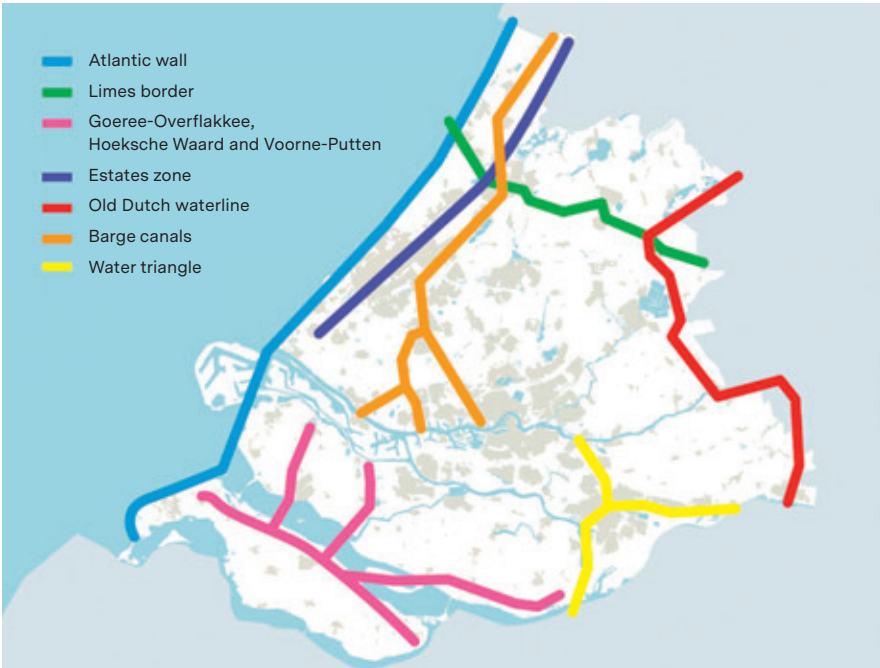 Atlantic wall
Limes border
Goeree-Overflakkee,
Hoeksche Waard and Voorne-Putten
Estates zone
Old Dutch waterline
Barge canals
Water triangle